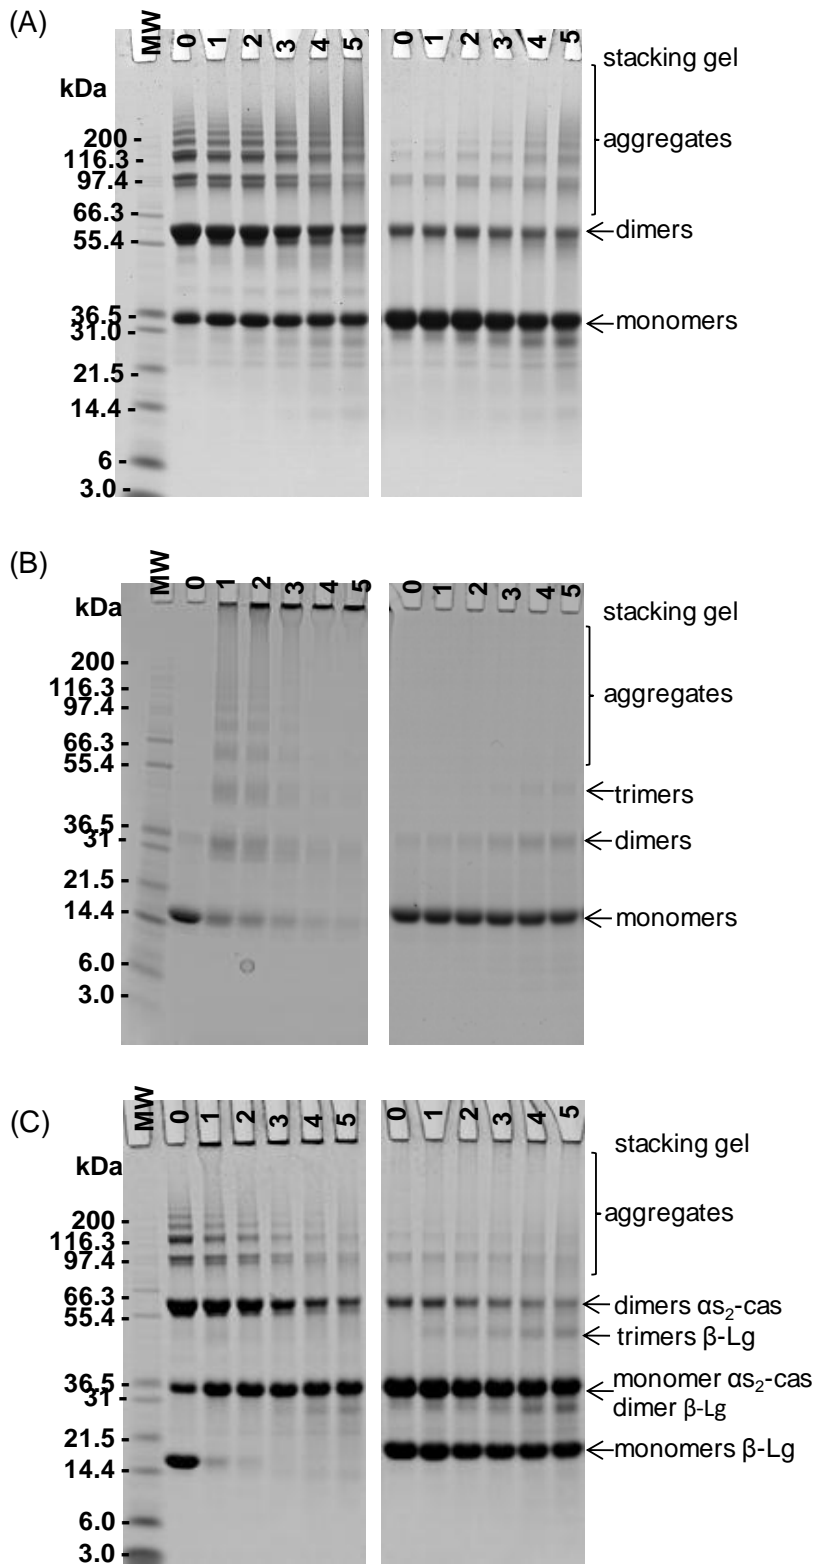 (A)
MW 0 1 2 3 4 5 0 1 2 3 4 5
stacking gel
kDa
200 -
116.3 -
97.4 -
66.3 -
55.4 -
36.5 -
31.0 -
21.5 -
14.4 -
6 -
3.0 -
aggregates
dimers
monomers
(B)
MW 0 1 2 3 4 5 0 1 2 3 4 5
kDa
stacking gel
200 -
116.3 -
97.4 -
66.3 -
55.4 -
36.5 -
31 -
21.5 -
14.4 -
6.0 -
3.0 -
aggregates
trimers
dimers
monomers
(C)
MW 0 1 2 3 4 5 0 1 2 3 4 5
stacking gel
kDa
200 -
116.3 -
97.4 -
66.3 -
55.4 -
36.5 -
31 -
21.5 -
14.4 -
6.0 -
3.0 -
aggregates
dimers αs₂-cas
trimers β-Lg
monomer αs₂-cas
dimer β-Lg
monomers β-Lg